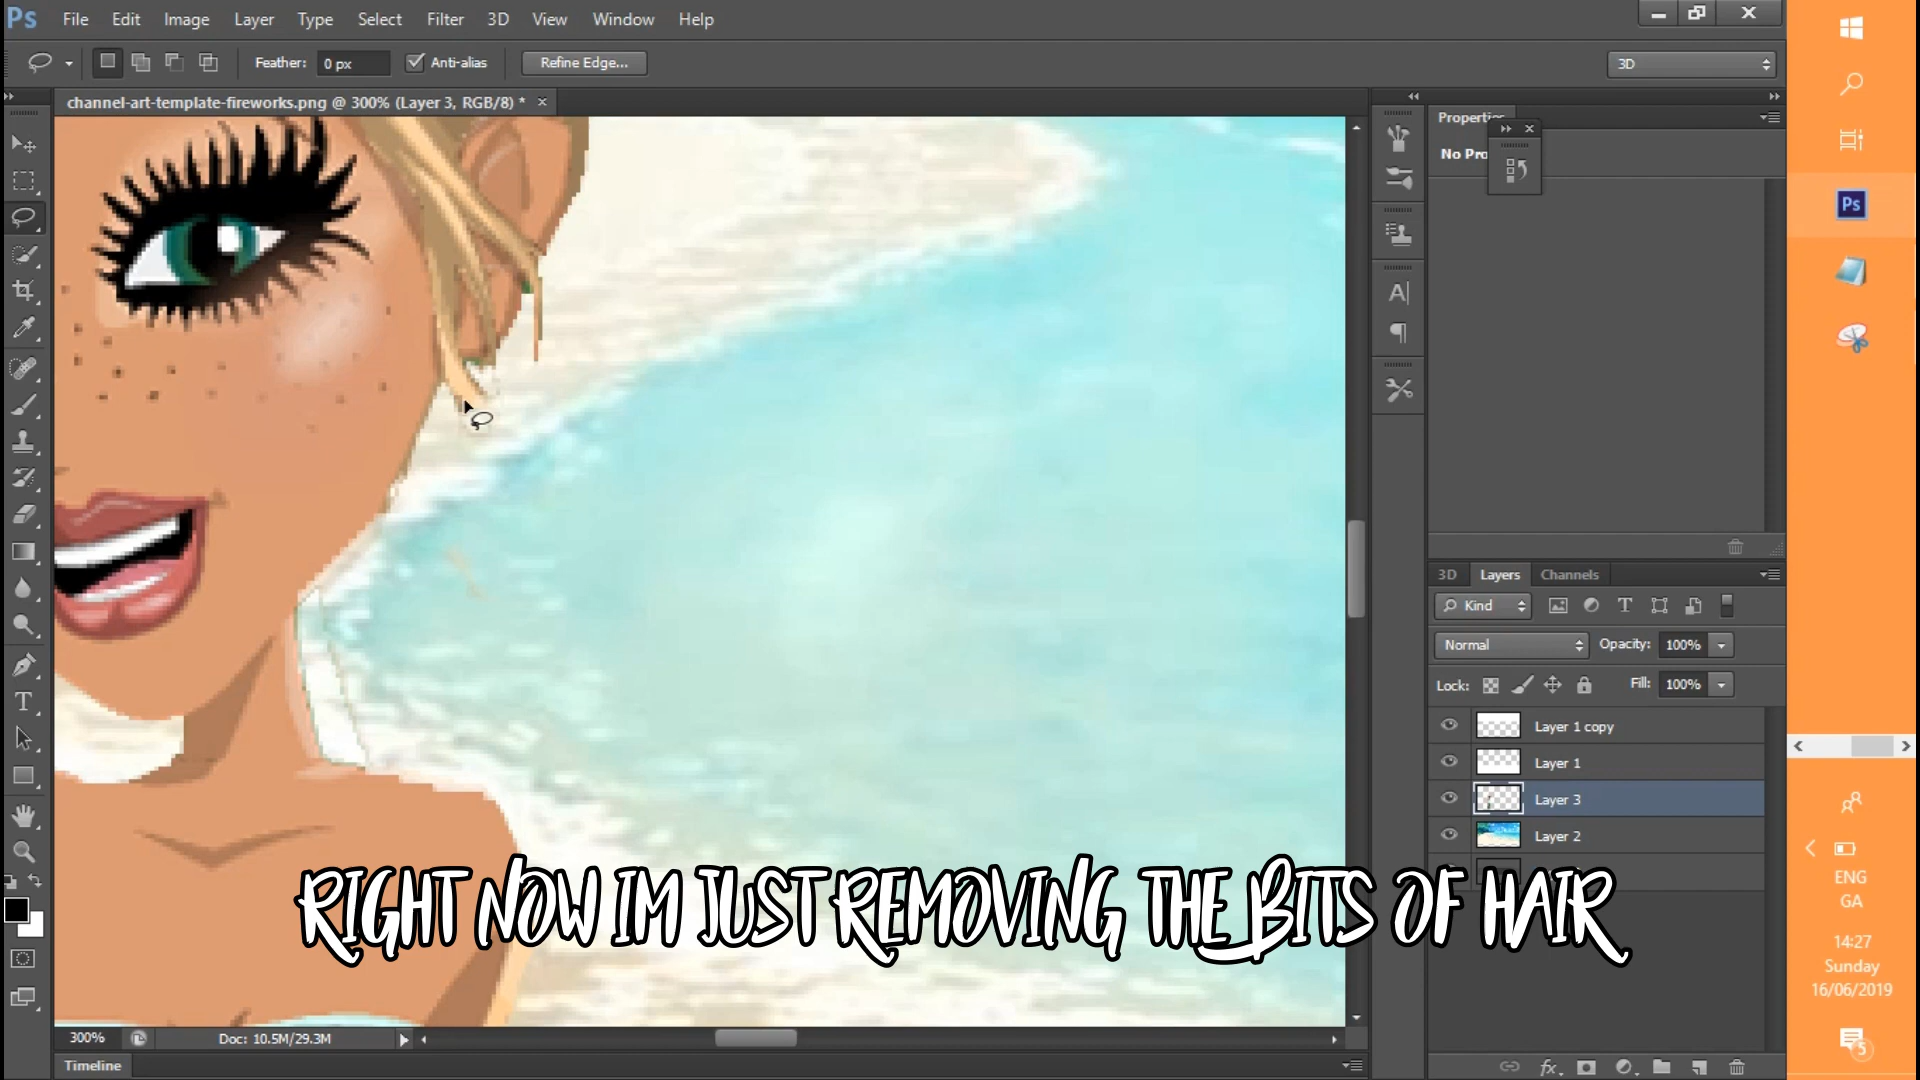 Ps File Edit Image Layer Type Select Filter 3D View Window Help
Feather: 0 px Anti-alias Refine Edge... 3D
channel-art-template-fireworks.png @ 300% (Layer 3, RGB/8) * ×
Properties
No Pro
Ps
3D Layers Channels
Kind
Normal Opacity: 100%
Lock: Fill: 100%
Layer 1 copy
Layer 1
Layer 3
Layer 2
RIGHT NOW IM JUST REMOVING THE BITS OF HAIR
ENG
GA
14:27
Sunday
16/06/2019
5
300% Doc: 10.5M/29.3M
Timeline